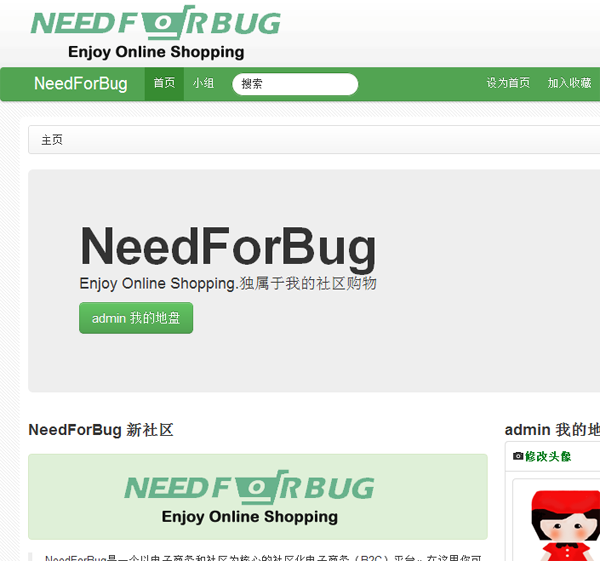 NEED FORBUG
Enjoy Online Shopping
NeedForBug 首页 小组 搜索 设为首页 加入收藏
主页
NeedForBug
Enjoy Online Shopping.独属于我的社区购物
admin 我的地盘
NeedForBug 新社区
admin 我的地
修改头像
NEED FORBUG
Enjoy Online Shopping
NeedForBug是一个以电子商务和社区为核心的社区化电子商务（B2C）平台。在这里你可